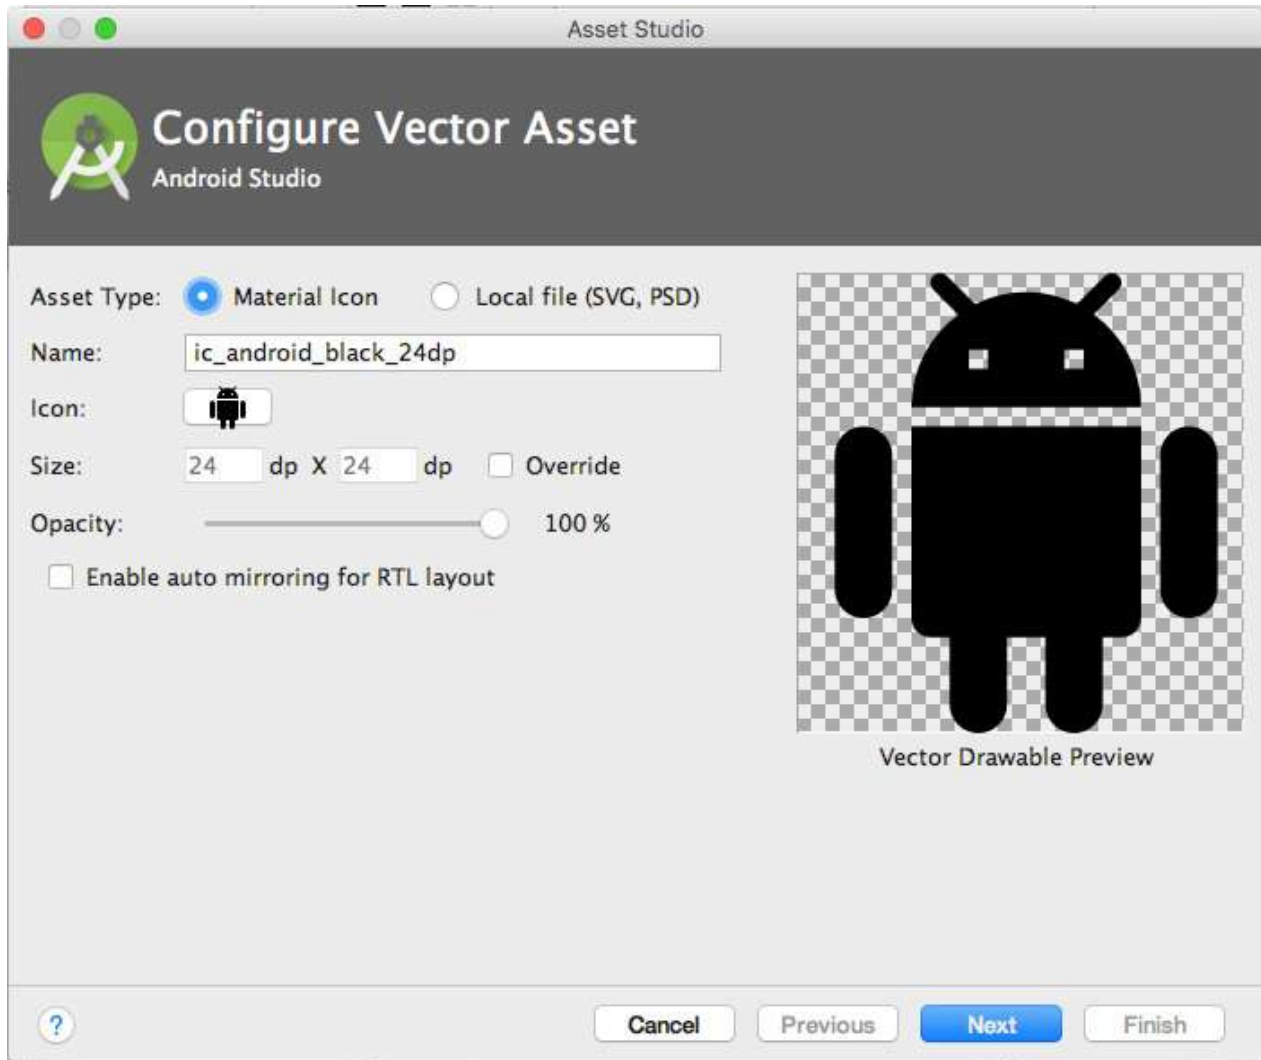 Asset Studio
Configure Vector Asset
Android Studio
Asset Type: Material Icon Local file (SVG, PSD)
Name: ic_android_black_24dp
Icon:
Size: 24 dp X 24 dp Override
Opacity: 100 %
Enable auto mirroring for RTL layout
Vector Drawable Preview
? Cancel Previous Next Finish